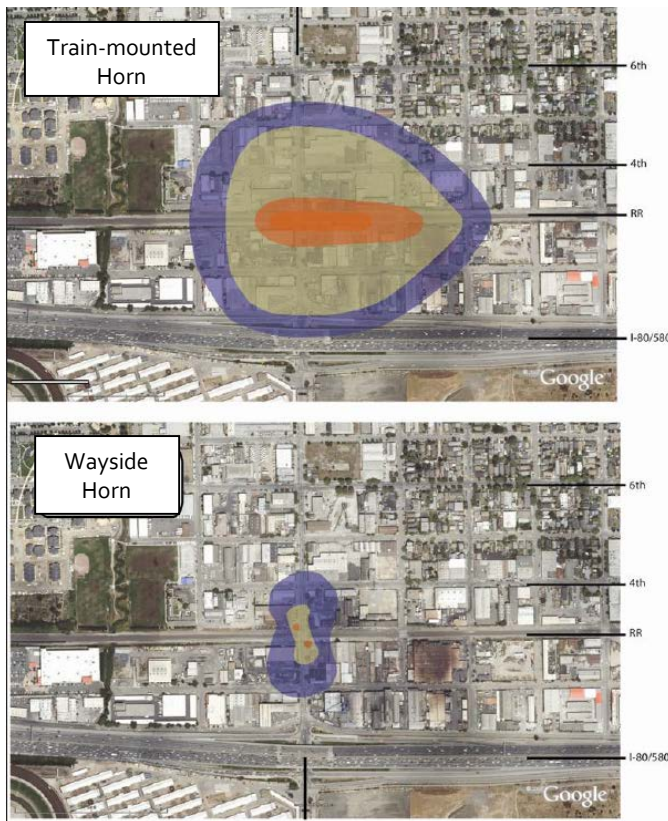 Train-mounted
Horn
6th
4th
RR
I-80/580
Google
Wayside
Horn
6th
4th
RR
I-80/580
Google